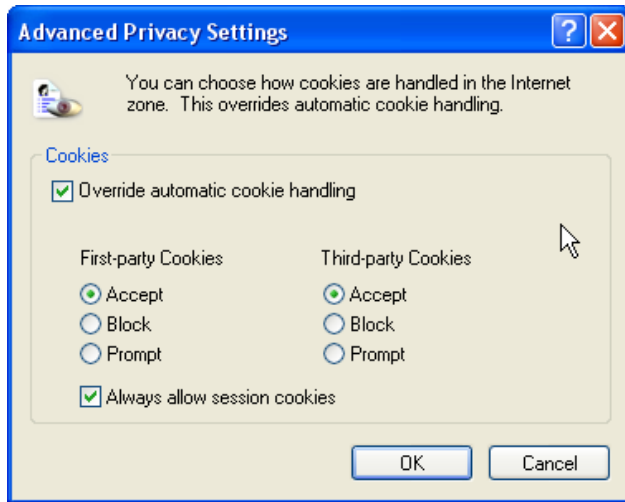 Advanced Privacy Settings
You can choose how cookies are handled in the Internet
zone. This overrides automatic cookie handling.
Cookies
Override automatic cookie handling
First-party Cookies Third-party Cookies
Accept Accept
Block Block
Prompt Prompt
Always allow session cookies
OK Cancel